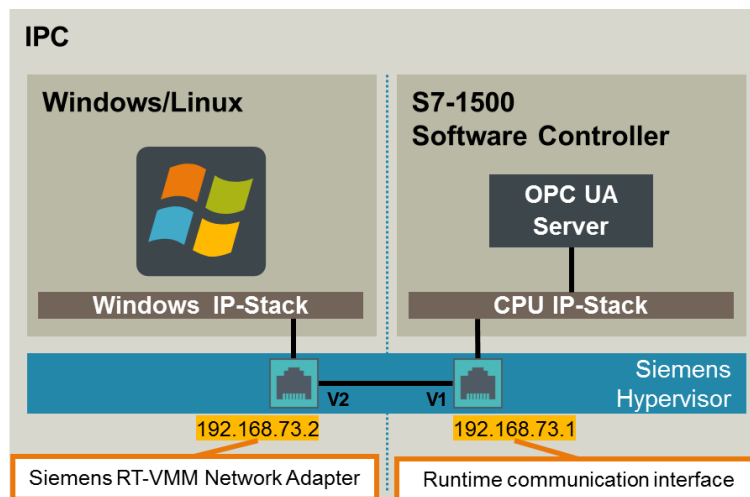 IPC
Windows/Linux
S7-1500
Software Controller
OPC UA
Server
Windows IP-Stack
CPU IP-Stack
Siemens
Hypervisor
V2
V1
192.168.73.2
192.168.73.1
Siemens RT-VMM Network Adapter
Runtime communication interface